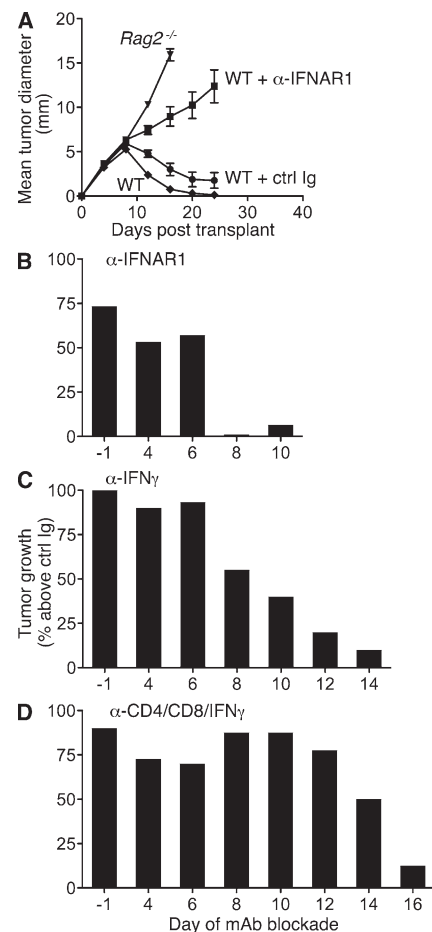 A
20
15
10
5
0
Mean tumor diameter
(mm)
Rag2-/-
WT + α-IFNAR1
WT + ctrl Ig
WT
0 10 20 30 40
Days post transplant
B
α-IFNAR1
100
75
50
25
0
-1 4 6 8 10
C
α-IFNγ
100
75
50
25
0
Tumor growth
(% above ctrl Ig)
-1 4 6 8 10 12 14
D
α-CD4/CD8/IFNγ
100
75
50
25
0
-1 4 6 8 10 12 14 16
Day of mAb blockade